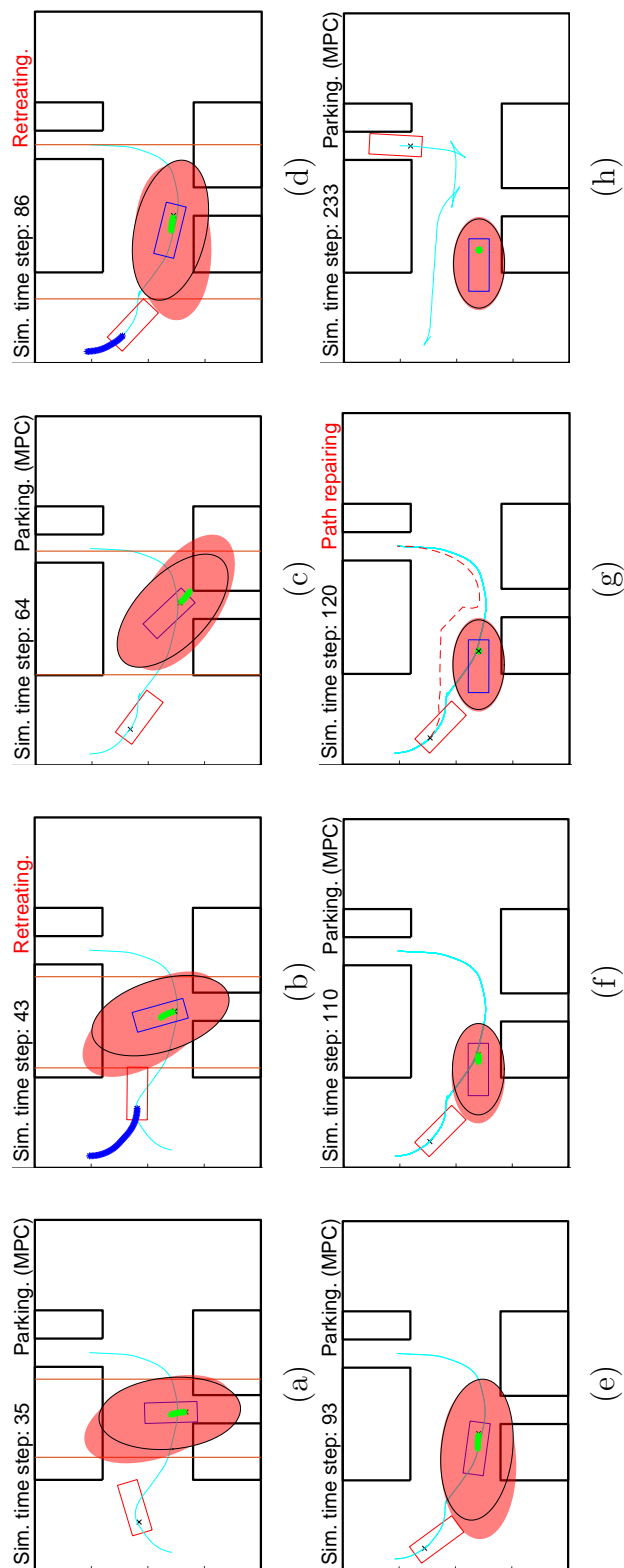 Sim. time step: 35 Parking. (MPC)
(a)
Sim. time step: 43 Retreating.
(b)
Sim. time step: 64 Parking. (MPC)
(c)
Sim. time step: 86 Retreating.
(d)
Sim. time step: 93
(e)
Sim. time step: 110 Parking. (MPC)
(f)
Sim. time step: 120 Path repairing
(g)
Sim. time step: 233 Parking. (MPC)
(h)